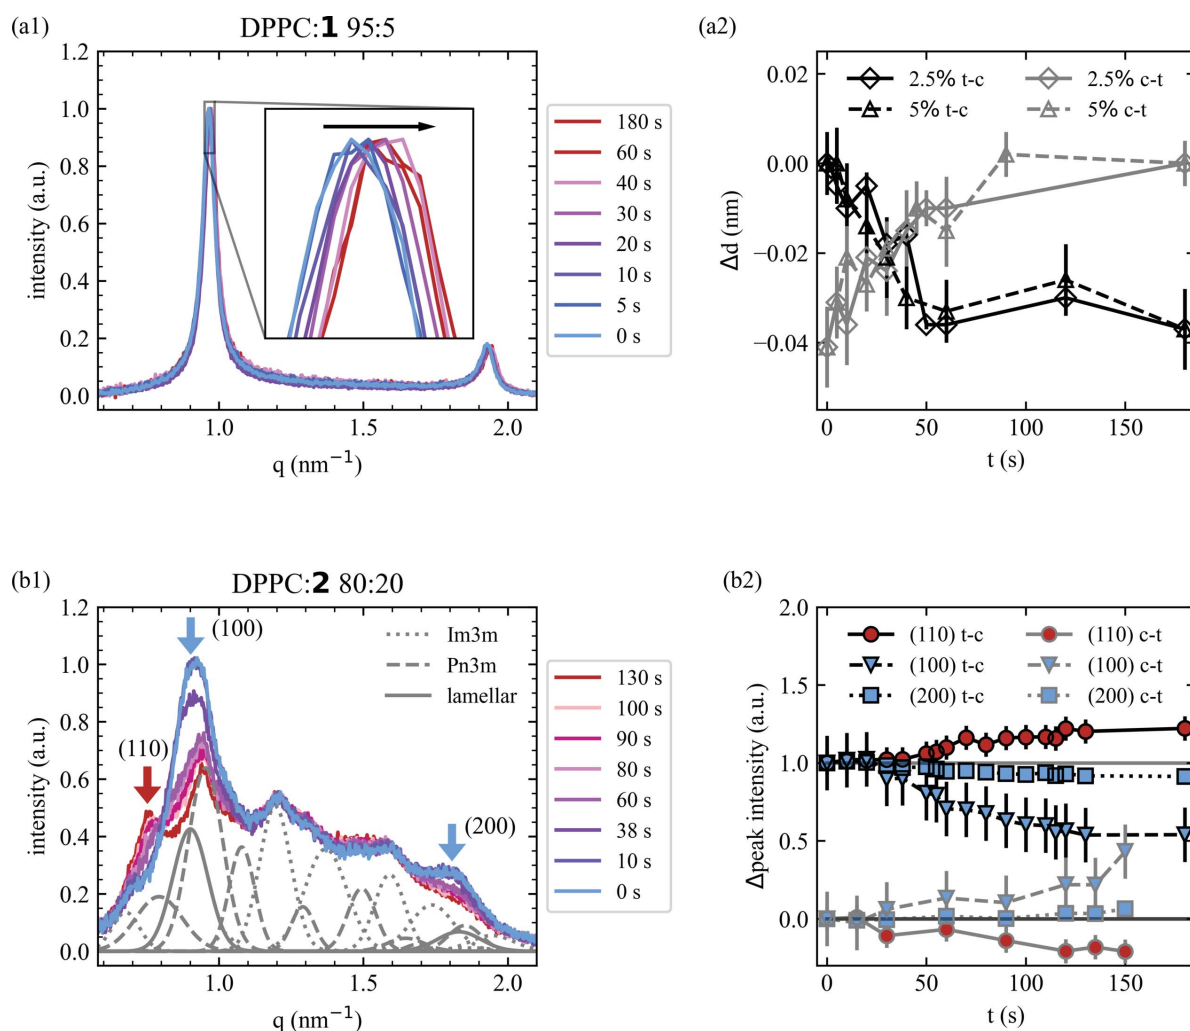 (a1)
DPPC:1 95:5
1.2
1.0
0.8
0.6
0.4
0.2
0.0
intensity (a.u.)
1.0
1.5
2.0
q (nm⁻¹)
180 s
60 s
40 s
30 s
20 s
10 s
5 s
0 s
(a2)
0.02
0.00
−0.02
−0.04
Δd (nm)
2.5% t-c
5% t-c
2.5% c-t
5% c-t
0
50
100
150
t (s)
(b1)
DPPC:2 80:20
1.2
1.0
0.8
0.6
0.4
0.2
0.0
intensity (a.u.)
(100)
(110)
(200)
Im3m
Pn3m
lamellar
1.0
1.5
2.0
q (nm⁻¹)
130 s
100 s
90 s
80 s
60 s
38 s
10 s
0 s
(b2)
2.0
1.5
1.0
0.5
0.0
Δpeak intensity (a.u.)
(110) t-c
(100) t-c
(200) t-c
(110) c-t
(100) c-t
(200) c-t
0
50
100
150
t (s)